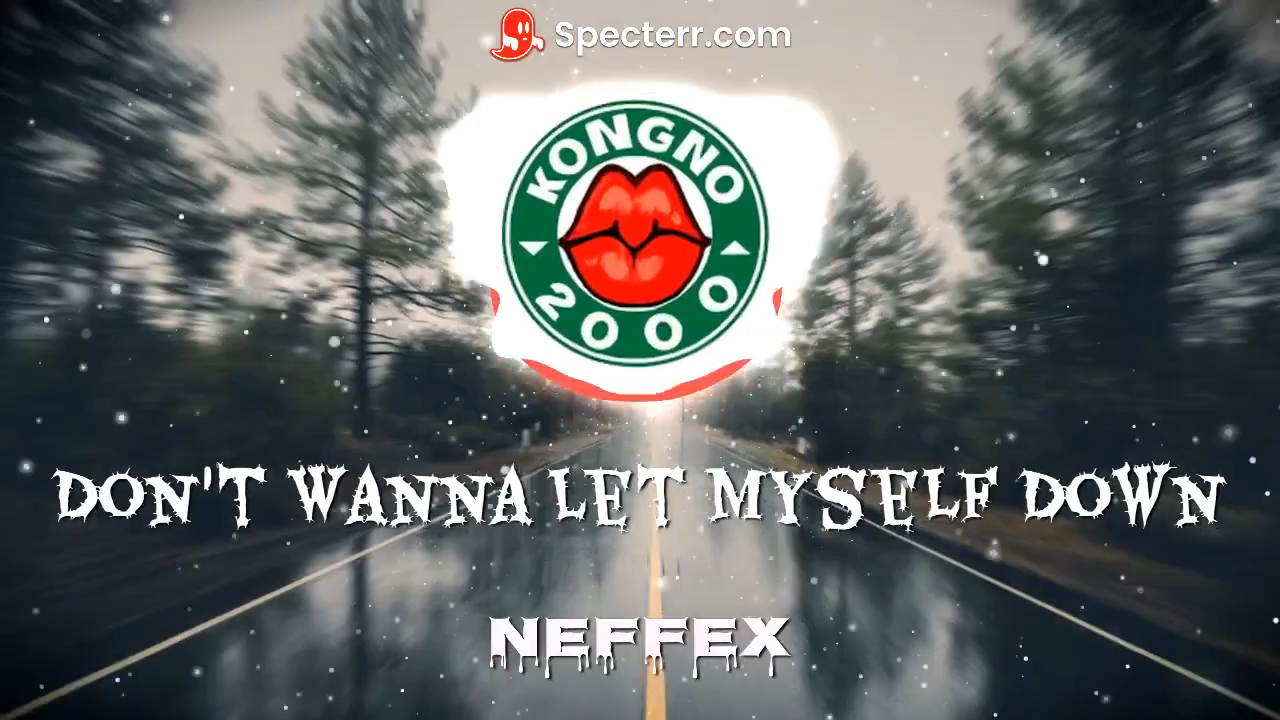 Specterr.com
KONGNO
2000
DON'T WANNA LET MYSELF DOWN
NEFFEX